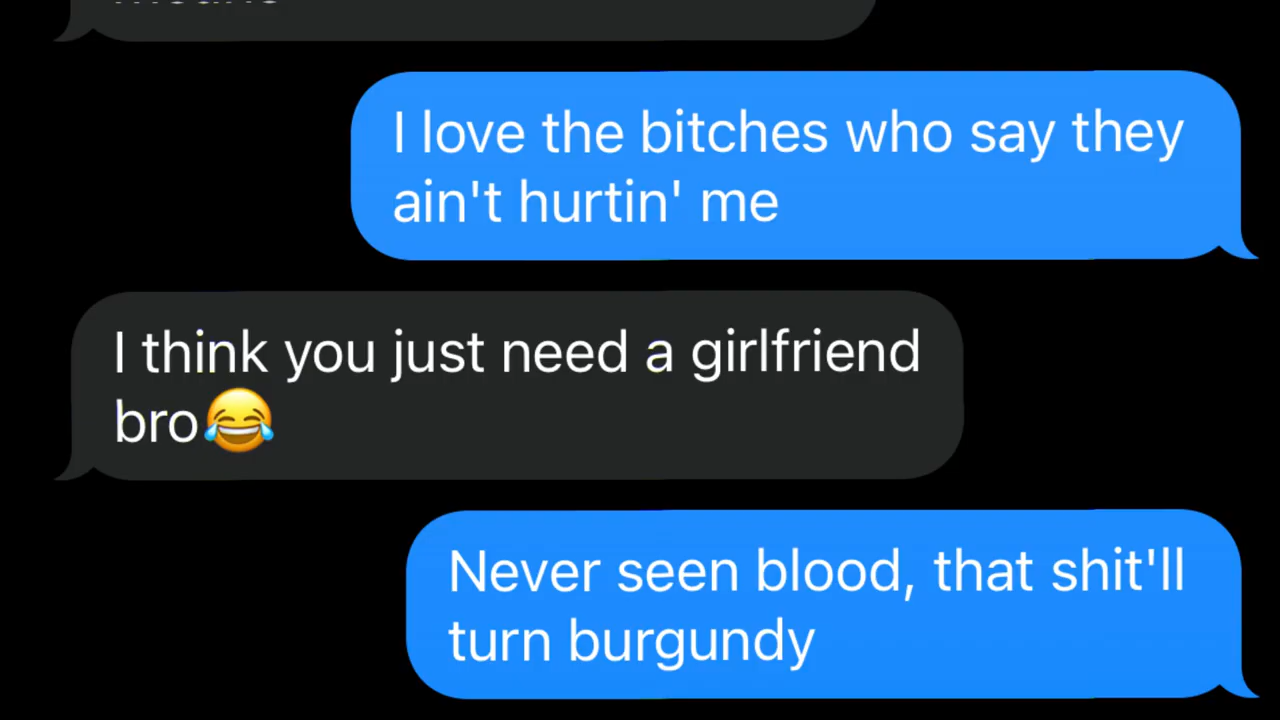 I love the bitches who say they
ain't hurtin' me
I think you just need a girlfriend
bro😂
Never seen blood, that shit'll
turn burgundy